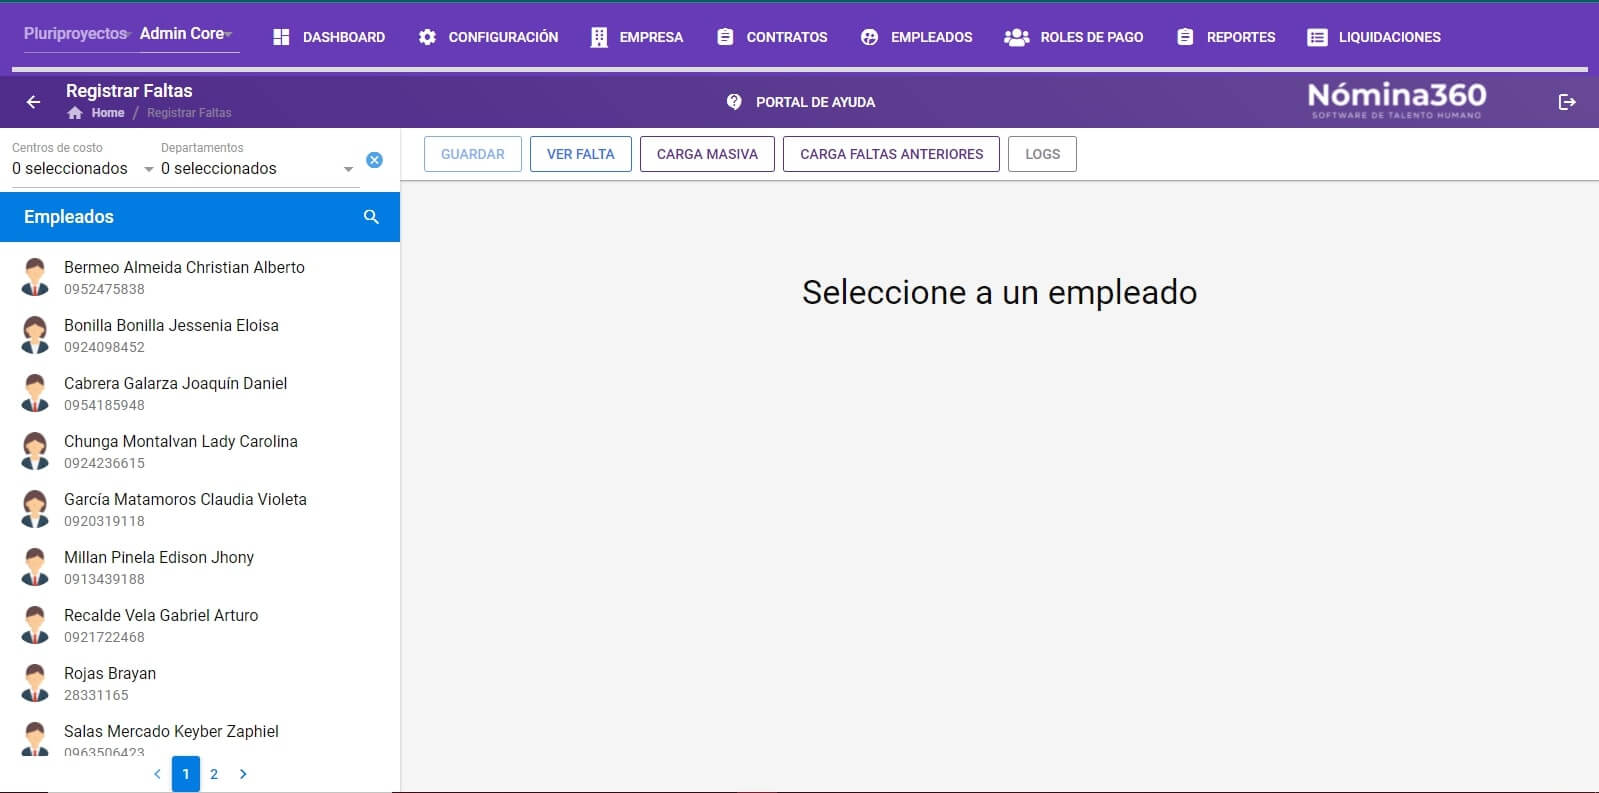 Pluriproyectos Admin Core DASHBOARD CONFIGURACIÓN EMPRESA CONTRATOS EMPLEADOS ROLES DE PAGO REPORTES LIQUIDACIONES
Registrar Faltas
Home / Registrar Faltas
PORTAL DE AYUDA
Nómina360
SOFTWARE DE TALENTO HUMANO
Centros de costo Departamentos
0 seleccionados 0 seleccionados
GUARDAR VER FALTA CARGA MASIVA CARGA FALTAS ANTERIORES LOGS
Empleados
Bermeo Almeida Christian Alberto
0952475838
Bonilla Bonilla Jessenia Eloisa
0924098452
Cabrera Galarza Joaquín Daniel
0954185948
Chunga Montalvan Lady Carolina
0924236615
García Matamoros Claudia Violeta
0920319118
Millan Pinela Edison Jhony
0913439188
Recalde Vela Gabriel Arturo
0921722468
Rojas Brayan
28331165
Salas Mercado Keyber Zaphiel
0963506423
1 2
Seleccione a un empleado